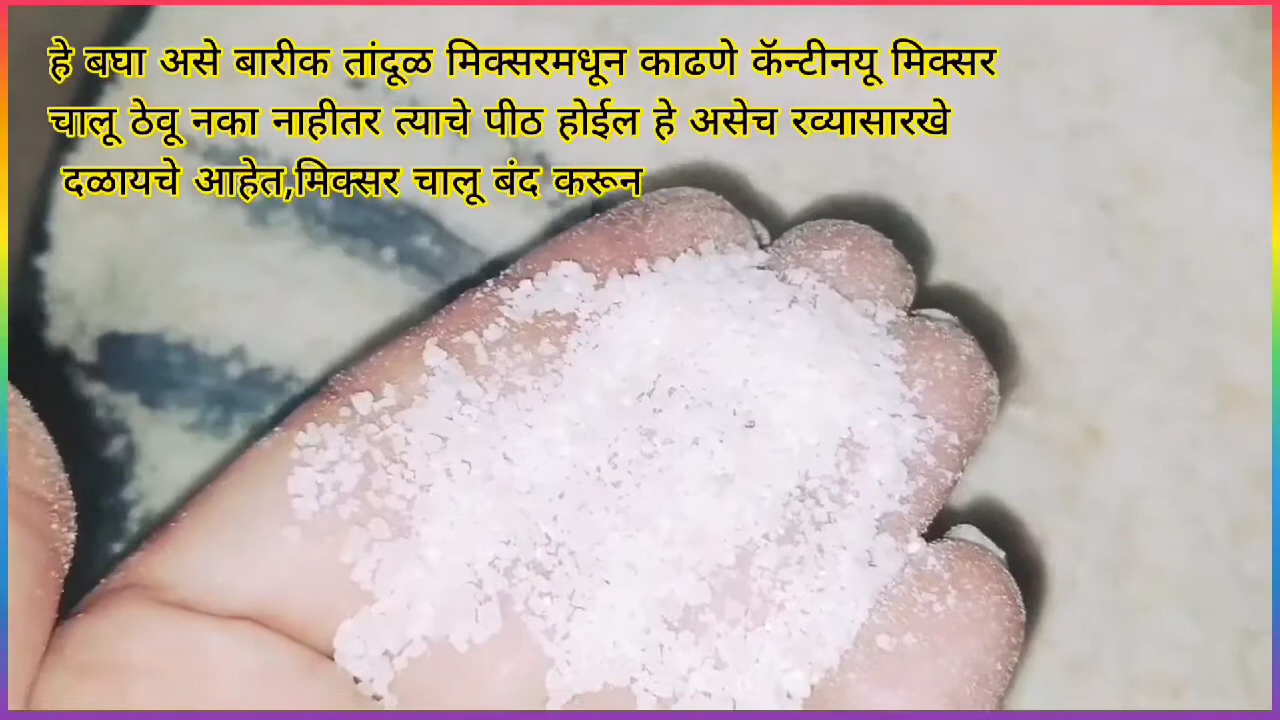 हे बघा असे बारीक तांदूळ मिक्सरमधून काढणे कॅन्टीनयू मिक्सर
चालू ठेवू नका नाहीतर त्याचे पीठ होईल हे असेच रव्यासारखे
दळायचे आहेत,मिक्सर चालू बंद करून